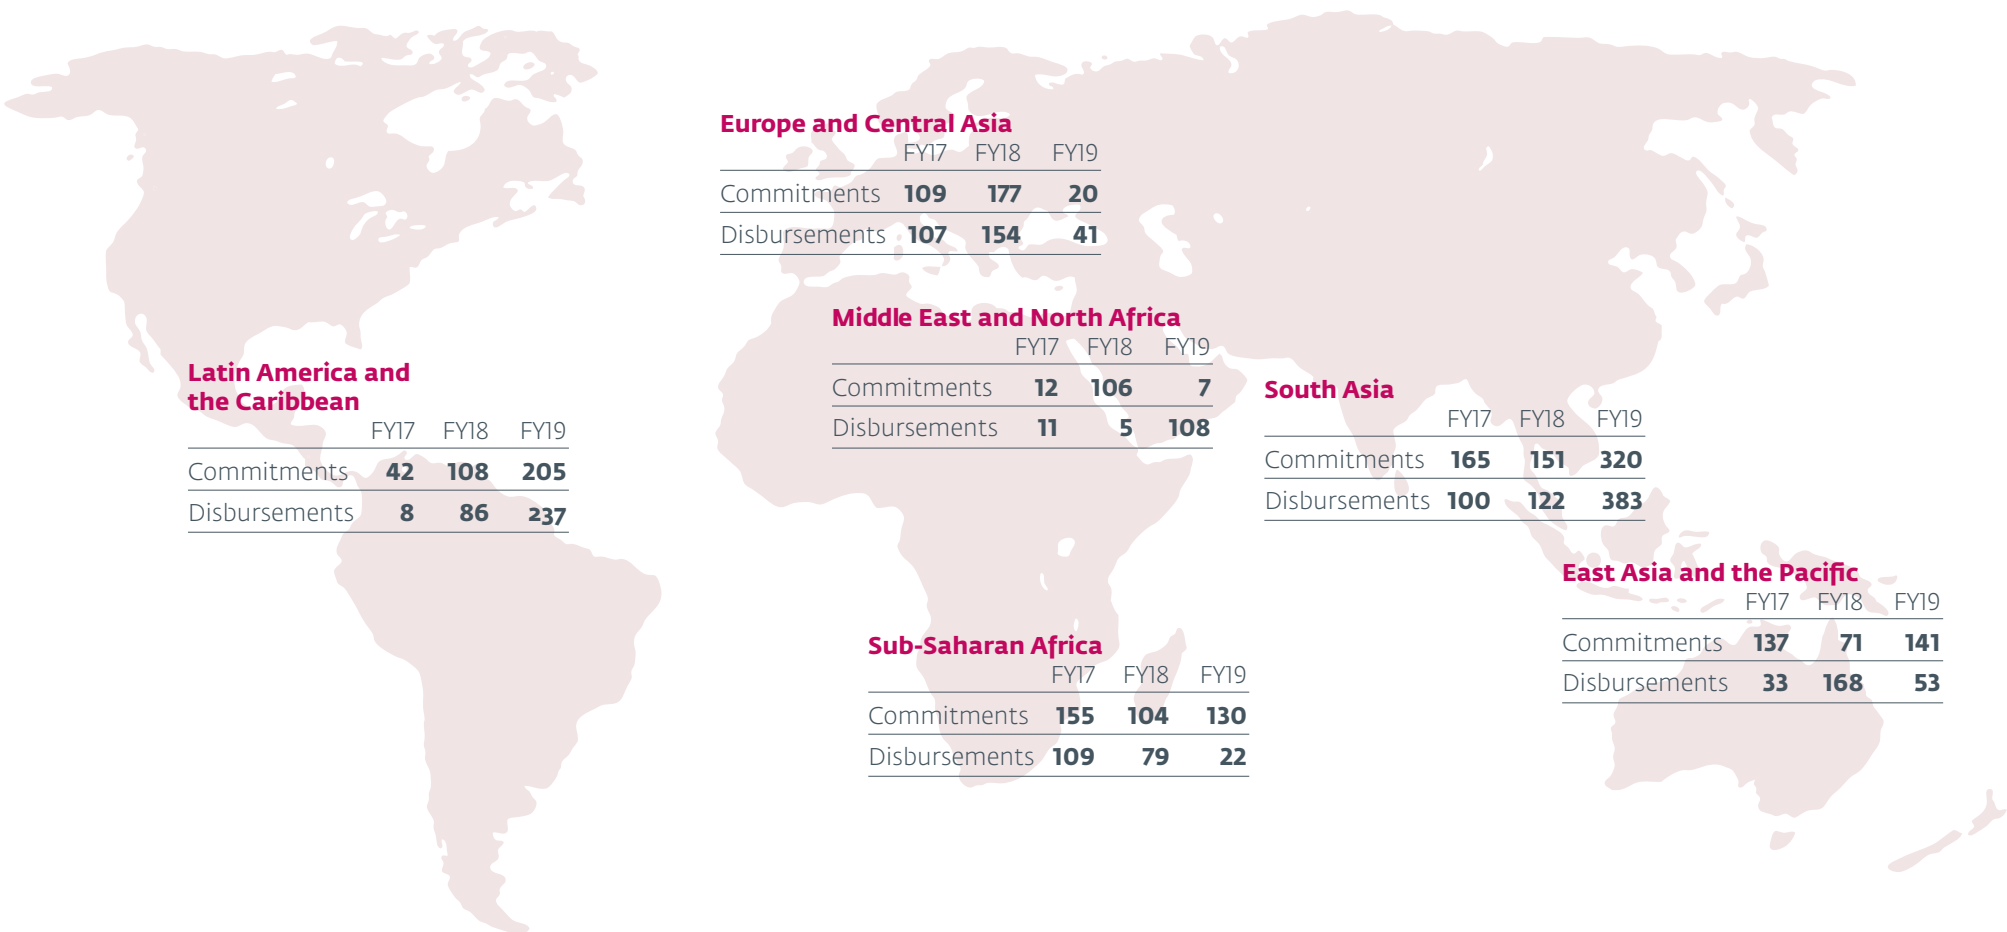 Europe and Central Asia
FY17 FY18 FY19
Commitments 109 177 20
Disbursements 107 154 41
Middle East and North Africa
FY17 FY18 FY19
Commitments 12 106 7
Disbursements 11 5 108
Latin America and
the Caribbean
FY17 FY18 FY19
Commitments 42 108 205
Disbursements 8 86 237
South Asia
FY17 FY18 FY19
Commitments 165 151 320
Disbursements 100 122 383
East Asia and the Pacific
FY17 FY18 FY19
Commitments 137 71 141
Disbursements 33 168 53
Sub-Saharan Africa
FY17 FY18 FY19
Commitments 155 104 130
Disbursements 109 79 22